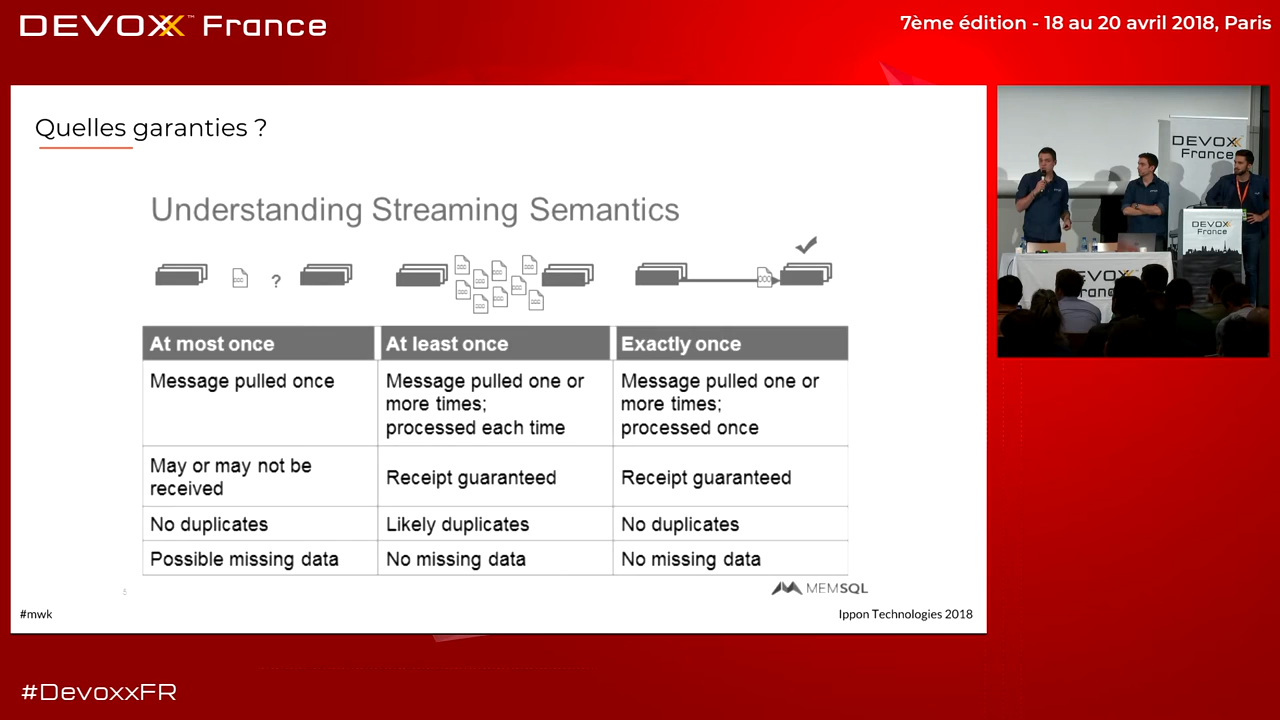 DEVOXX™ France
7ème édition - 18 au 20 avril 2018, Paris
Quelles garanties ?
Understanding Streaming Semantics
?
At most once
At least once
Exactly once
Message pulled once
Message pulled one or
more times;
processed each time
Message pulled one or
more times;
processed once
May or may not be
received
Receipt guaranteed
Receipt guaranteed
No duplicates
Likely duplicates
No duplicates
Possible missing data
No missing data
No missing data
MEMSQL
#mwk
Ippon Technologies 2018
DEVOXX
France
DEVOXX
France
DEVOXX
France
#DevoxxFR